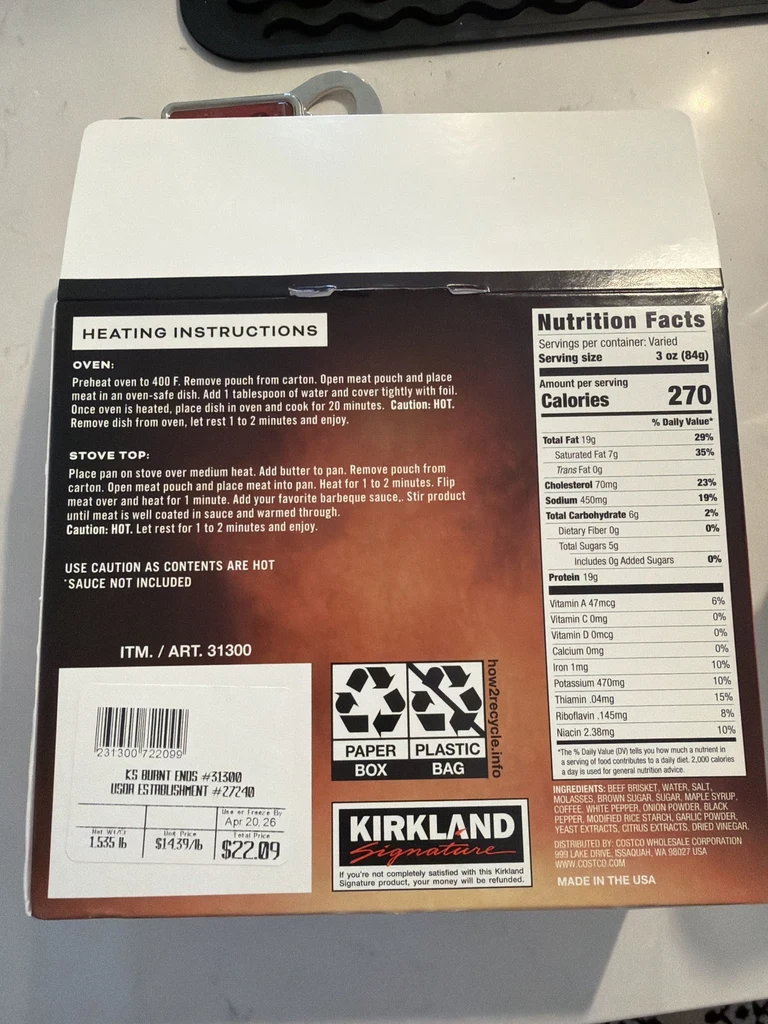 HEATING INSTRUCTIONS
OVEN:
Preheat oven to 400 F. Remove pouch from carton. Open meat pouch and place
meat in an oven-safe dish. Add 1 tablespoon of water and cover tightly with foil.
Once oven is heated, place dish in oven and cook for 20 minutes. Caution: HOT.
Remove dish from oven, let rest 1 to 2 minutes and enjoy.
STOVE TOP:
Place pan on stove over medium heat. Add butter to pan. Remove pouch from
carton. Open meat pouch and place meat into pan. Heat for 1 to 2 minutes. Flip
meat over and heat for 1 minute. Add your favorite barbeque sauce,. Stir product
until meat is well coated in sauce and warmed through.
Caution: HOT. Let rest for 1 to 2 minutes and enjoy.
USE CAUTION AS CONTENTS ARE HOT
*SAUCE NOT INCLUDED
ITM. / ART. 31300
231300 722099
KS BURNT ENDS #31300
USDA ESTABLISHMENT #27240
Use or Freeze By
Apr 20, 26
Net Wt/Ct
Unit Price
Total Price
1.535 lb
$14.39/lb
$22.09
PAPER
PLASTIC
BOX
BAG
how2recycle.info
KIRKLAND
Signature
If you're not completely satisfied with this Kirkland
Signature product, your money will be refunded.
Nutrition Facts
Servings per container: Varied
Serving size 3 oz (84g)
Amount per serving
Calories 270
% Daily Value*
Total Fat 19g 29%
Saturated Fat 7g 35%
Trans Fat 0g
Cholesterol 70mg 23%
Sodium 450mg 19%
Total Carbohydrate 6g 2%
Dietary Fiber 0g 0%
Total Sugars 5g
Includes 0g Added Sugars 0%
Protein 19g
Vitamin A 47mcg 6%
Vitamin C 0mg 0%
Vitamin D 0mcg 0%
Calcium 0mg 0%
Iron 1mg 10%
Potassium 470mg 10%
Thiamin .04mg 15%
Riboflavin .145mg 8%
Niacin 2.38mg 10%
*The % Daily Value (DV) tells you how much a nutrient in
a serving of food contributes to a daily diet. 2,000 calories
a day is used for general nutrition advice.
INGREDIENTS: BEEF BRISKET, WATER, SALT,
MOLASSES, BROWN SUGAR, SUGAR, MAPLE SYRUP,
COFFEE, WHITE PEPPER, ONION POWDER, BLACK
PEPPER, MODIFIED RICE STARCH, GARLIC POWDER,
YEAST EXTRACTS, CITRUS EXTRACTS, DRIED VINEGAR.
DISTRIBUTED BY: COSTCO WHOLESALE CORPORATION
999 LAKE DRIVE, ISSAQUAH, WA 98027 USA
WWW.COSTCO.COM
MADE IN THE USA